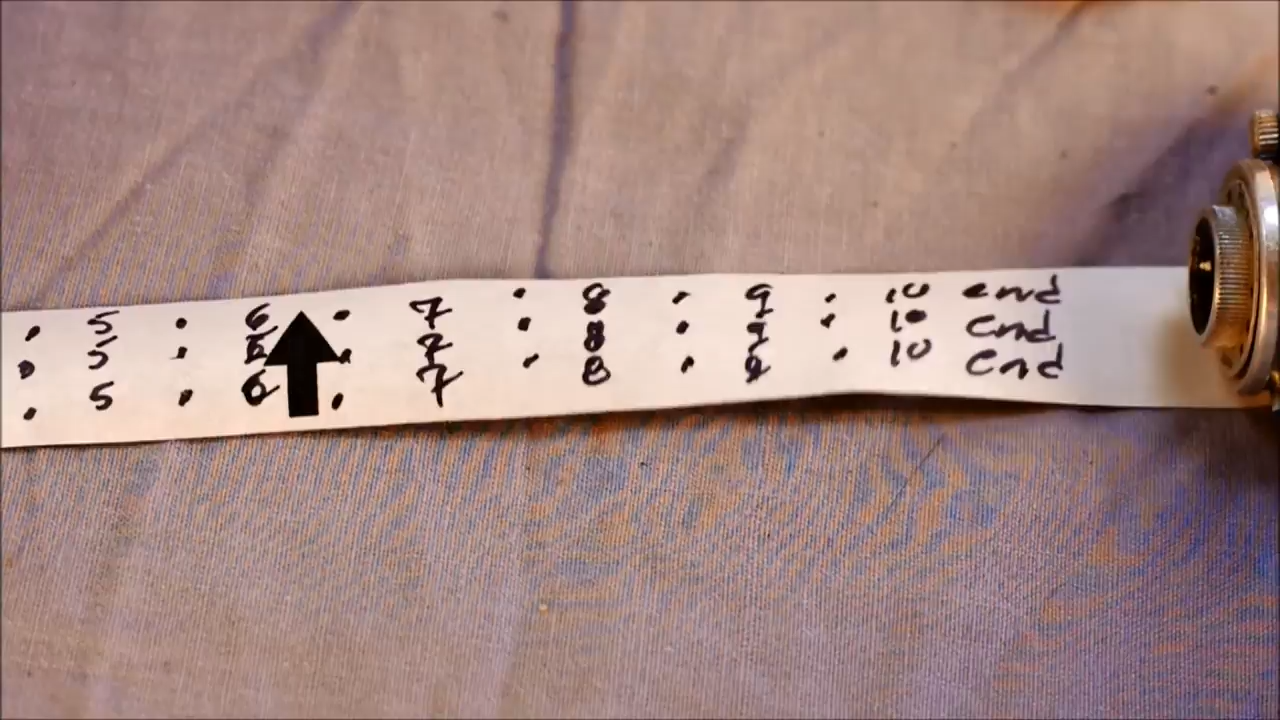 . 5 . 6 . 7 . 8 . 9 . 10 end
. 5 . 6 . 7 . 8 . 9 . 10 end
. 5 . 6 . 7 . 8 . 9 . 10 end